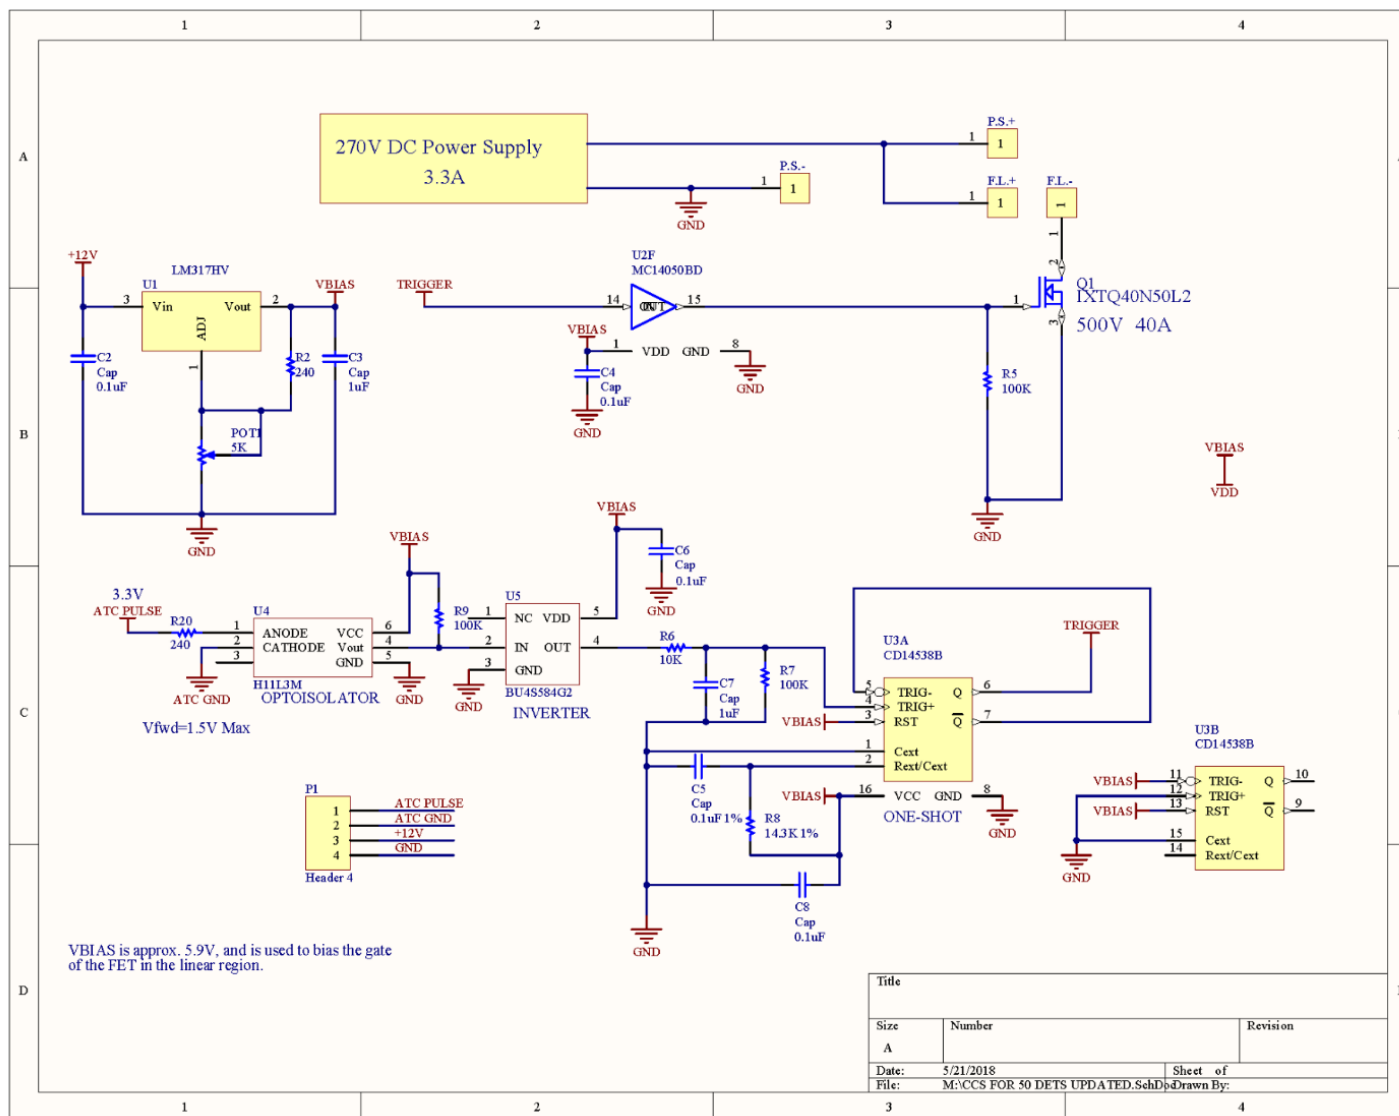 1 2 3 4
A
270V DC Power Supply
3.3A
P.S.+
1 1
P.S.-
1 1
GND
F.L.+
1 1
F.L.-
1
1
+12V
LM317HV
U1
VBIAS
3 Vin Vout 2
ADJ
1
C2
Cap
0.1uF
R2
240
C3
Cap
1uF
POT1
5K
GND
TRIGGER
U2F
MC14050BD
14 OUT 15
VBIAS
1 VDD GND 8
C4
Cap
0.1uF
GND
GND
2
1
3
Q1
IXTQ40N50L2
500V 40A
R5
100K
GND
B
VBIAS
VDD
3.3V
ATC PULSE
R20
240
ATC GND
U4
1 ANODE VCC 6
2 CATHODE Vout 4
3 GND 5
H11L3M
OPTOISOLATOR
Vfwd=1.5V Max
VBIAS
GND
R9
100K
U5
1 NC VDD 5
2 IN OUT 4
3 GND
BU4S584G2
INVERTER
GND
VBIAS
C6
Cap
0.1uF
GND
R6
10K
C7
Cap
1uF
R7
100K
VBIAS
U3A
CD14538B
5 TRIG- Q 6
4 TRIG+
3 RST Q 7
1 Cext
2 Rext/Cext
VBIAS
16 VCC GND 8
ONE-SHOT
GND
TRIGGER
C5
Cap
0.1uF 1%
R8
14.3K 1%
C8
Cap
0.1uF
GND
C
U3B
CD14538B
VBIAS 11 TRIG- Q 10
12 TRIG+
VBIAS 13 RST Q 9
15 Cext
14 Rext/Cext
GND
P1
1 ATC PULSE
2 ATC GND
3 +12V
4 GND
Header 4
VBIAS is approx. 5.9V, and is used to bias the gate
of the FET in the linear region.
D
Title
Size Number Revision
A
Date: 5/21/2018 Sheet of
File: M:\CCS FOR 50 DETS UPDATED.SchDoc Drawn By:
1 2 3 4